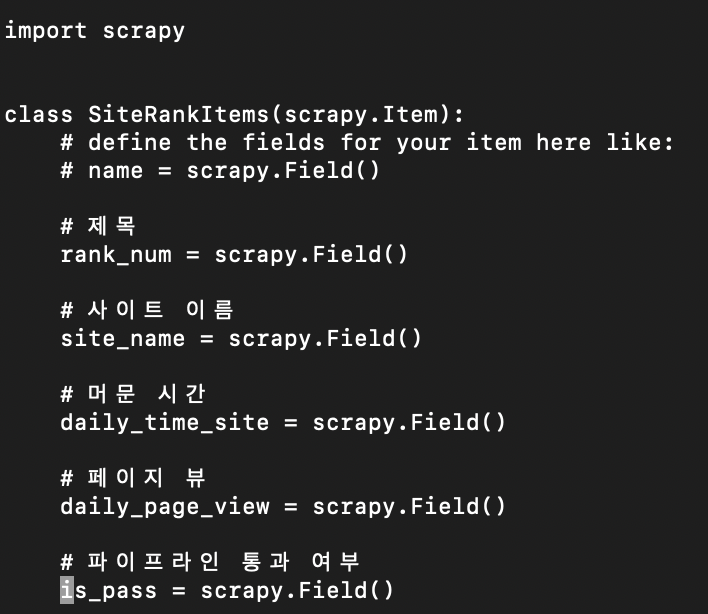 import scrapy
class SiteRankItems(scrapy.Item):
# define the fields for your item here like:
# name = scrapy.Field()
# 제목
rank_num = scrapy.Field()
# 사이트 이름
site_name = scrapy.Field()
# 머문 시간
daily_time_site = scrapy.Field()
# 페이지 뷰
daily_page_view = scrapy.Field()
# 파이프라인 통과 여부
is_pass = scrapy.Field()